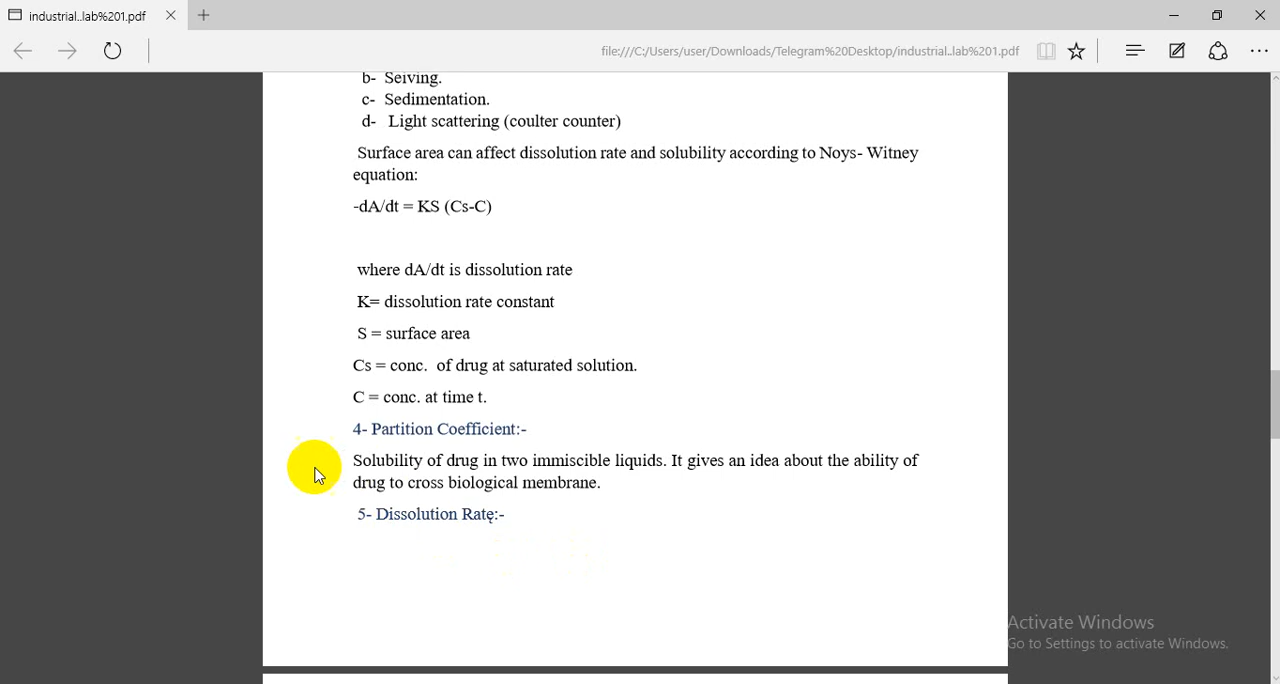 industrial..lab%201.pdf
file:///C:/Users/user/Downloads/Telegram%20Desktop/industrial..lab%201.pdf
b- Seiving.
c- Sedimentation.
d- Light scattering (coulter counter)
Surface area can affect dissolution rate and solubility according to Noys- Witney
equation:
-dA/dt = KS (Cs-C)
where dA/dt is dissolution rate
K= dissolution rate constant
S = surface area
Cs = conc. of drug at saturated solution.
C = conc. at time t.
4- Partition Coefficient:-
Solubility of drug in two immiscible liquids. It gives an idea about the ability of
drug to cross biological membrane.
5- Dissolution Rate:-
Activate Windows
Go to Settings to activate Windows.